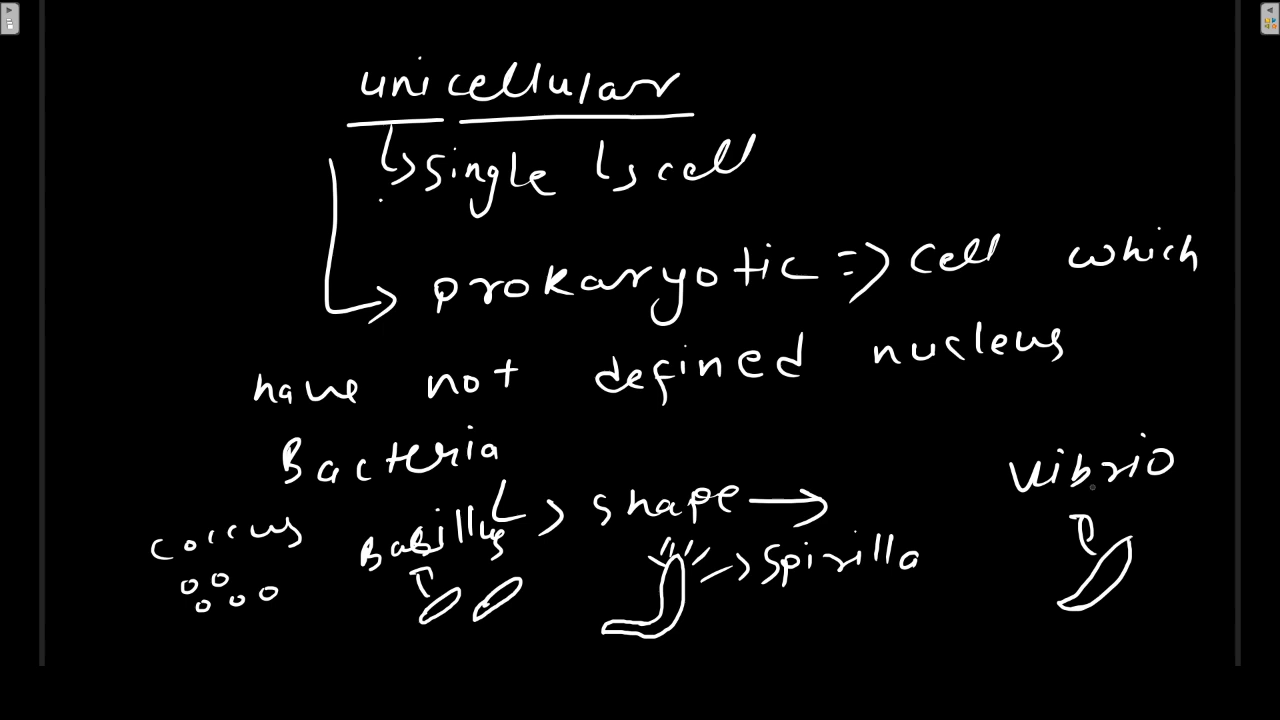 unicellular
↳ single ↳ cell
↳ prokaryotic => cell which
have not defined nucleus
Bacteria
↳ shape →
coccus Bacillus → Spirilla Vibrio